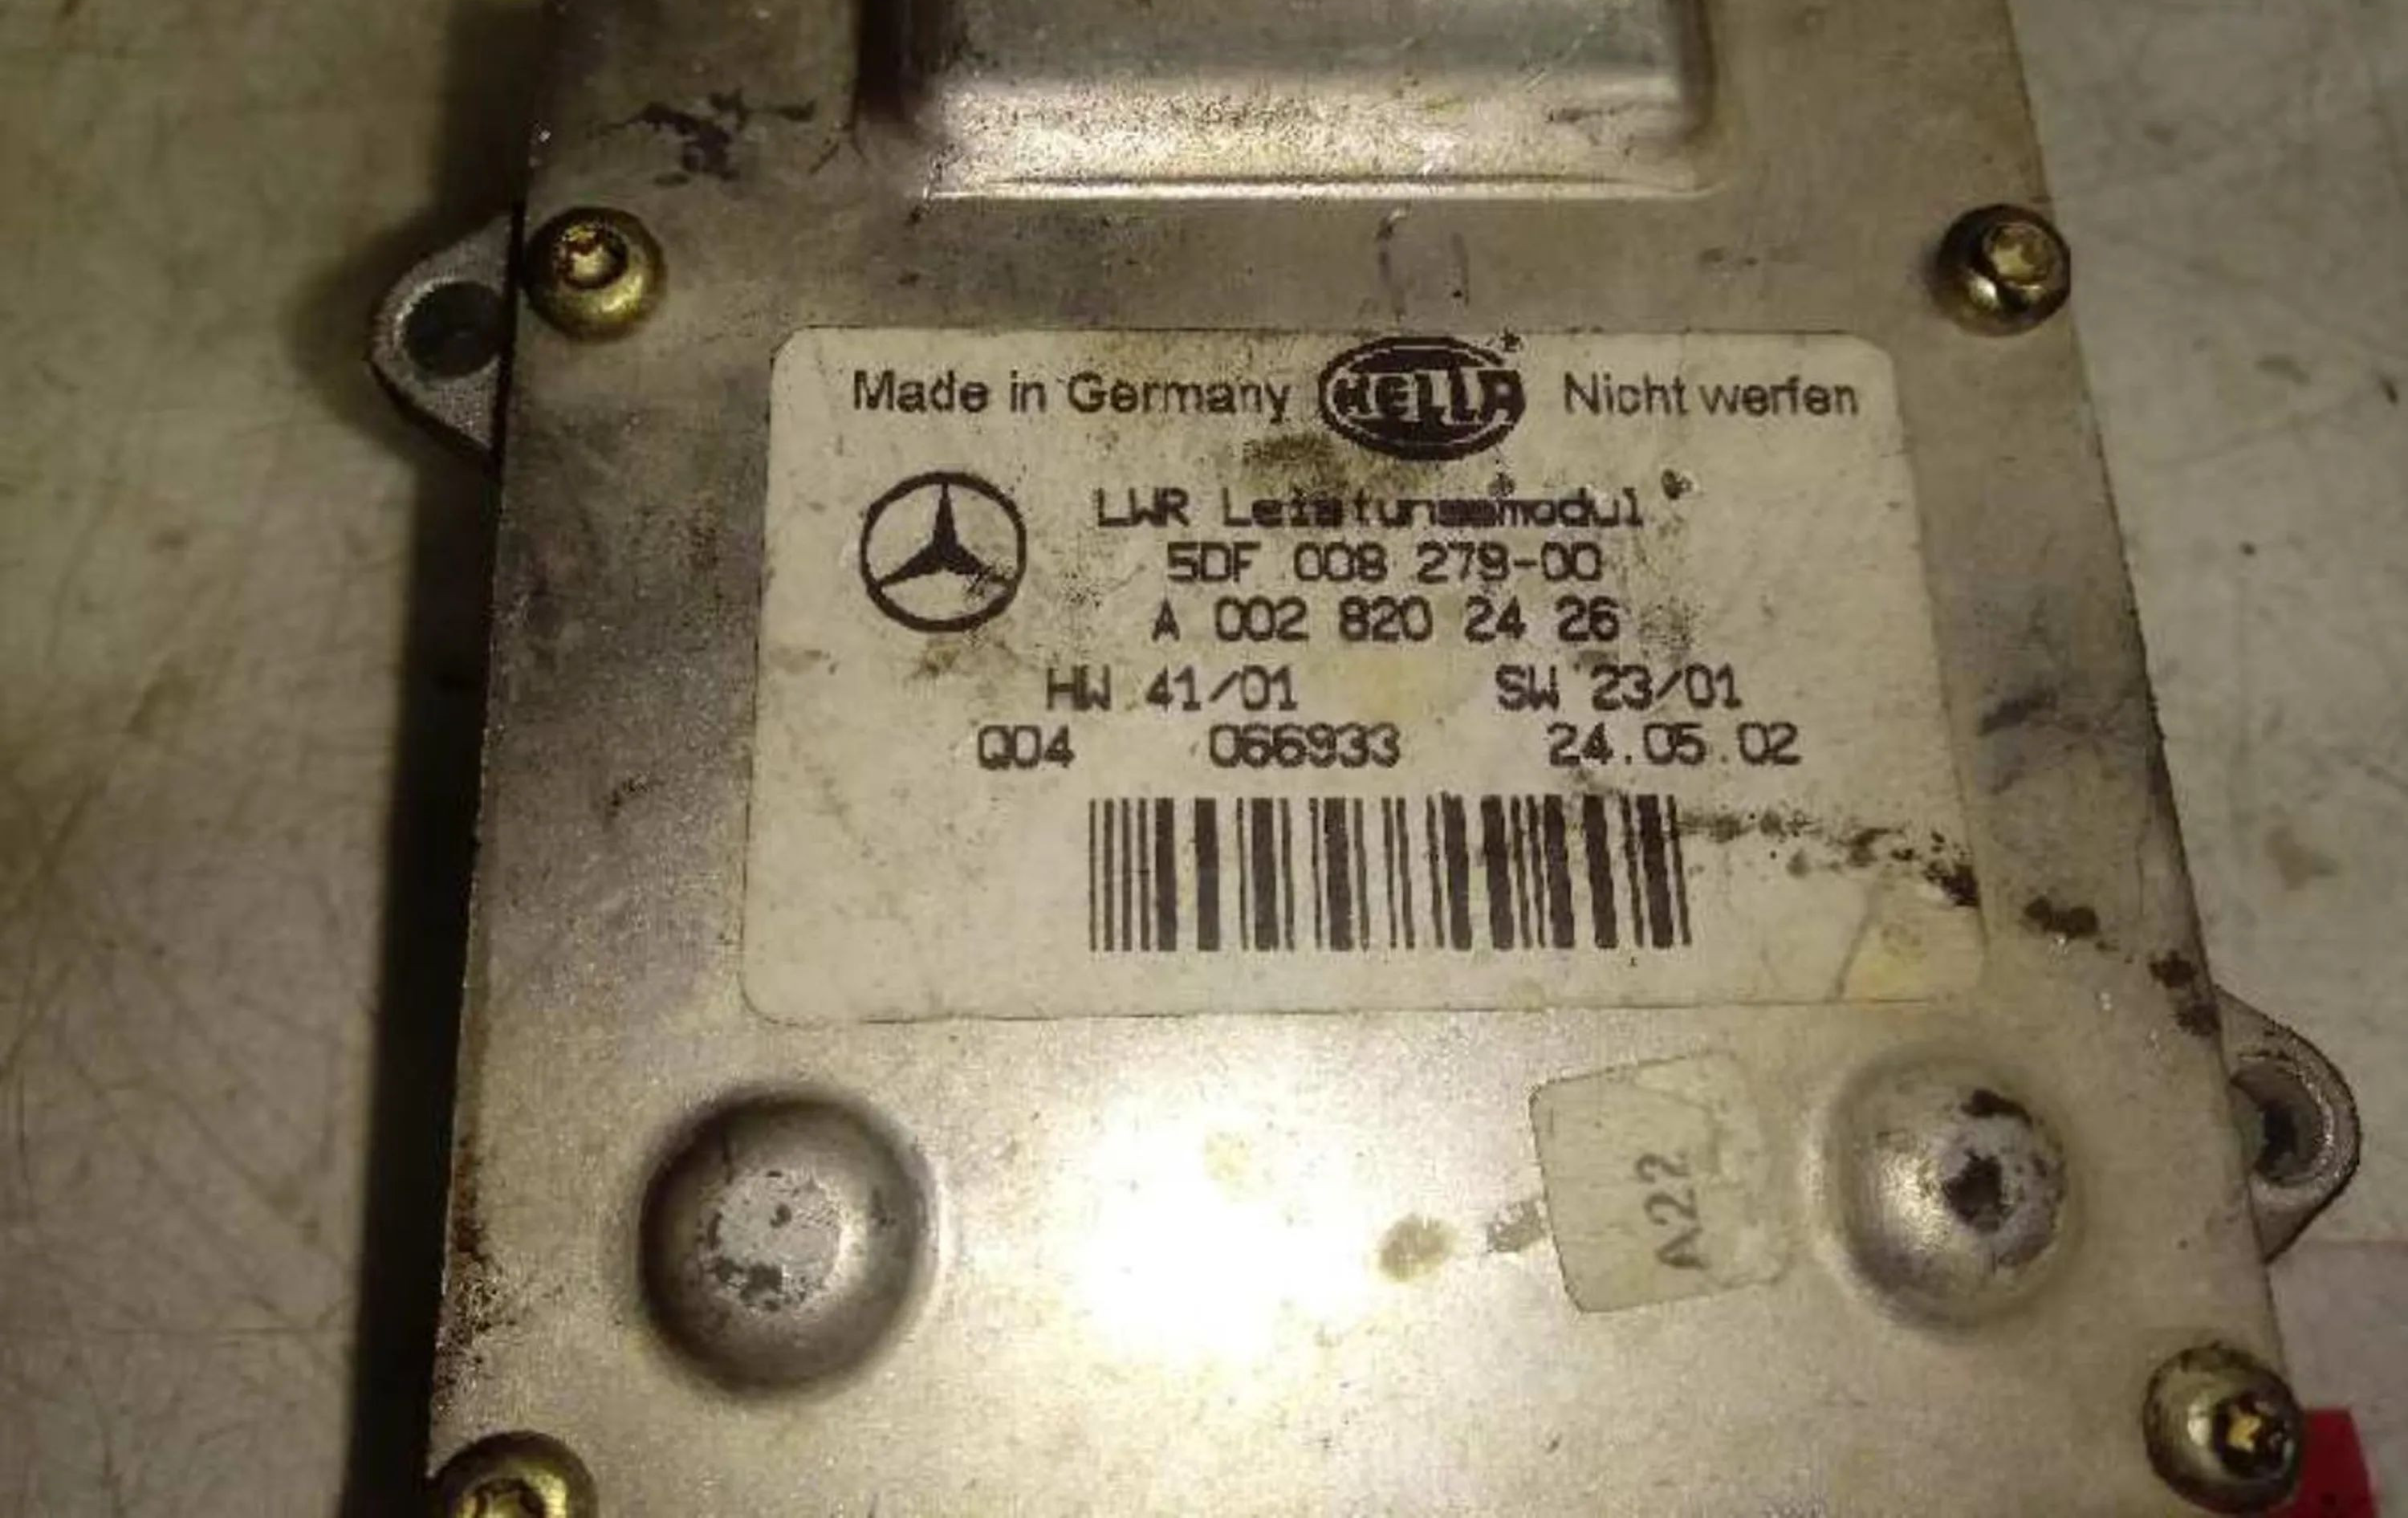 Made in Germany HELLA Nicht werfen
LWR Leistungsmodul
5DF 008 279-00
A 002 820 24 26
HW 41/01 SW 23/01
Q04 066933 24.05.02
A22